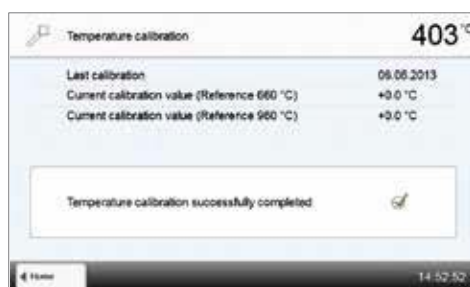 Temperature calibration 403 °C
Last calibration 06.06.2013
Current calibration value (Reference 660 °C) +0.0 °C
Current calibration value (Reference 960 °C) +0.0 °C
Temperature calibration successfully completed
Home 14:52:52